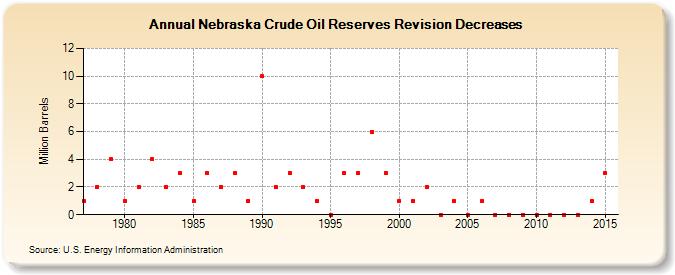 Annual Nebraska Crude Oil Reserves Revision Decreases
Million Barrels
12
10
8
6
4
2
0
1980 1985 1990 1995 2000 2005 2010 2015
Source: U.S. Energy Information Administration